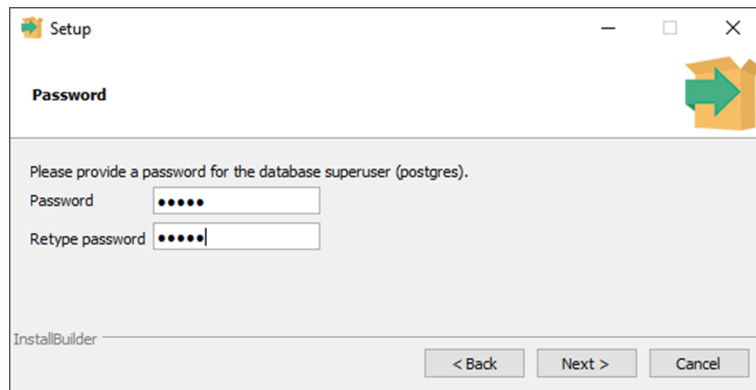 Setup
Password
Please provide a password for the database superuser (postgres).
Password •••••
Retype password •••••
InstallBuilder
< Back Next > Cancel